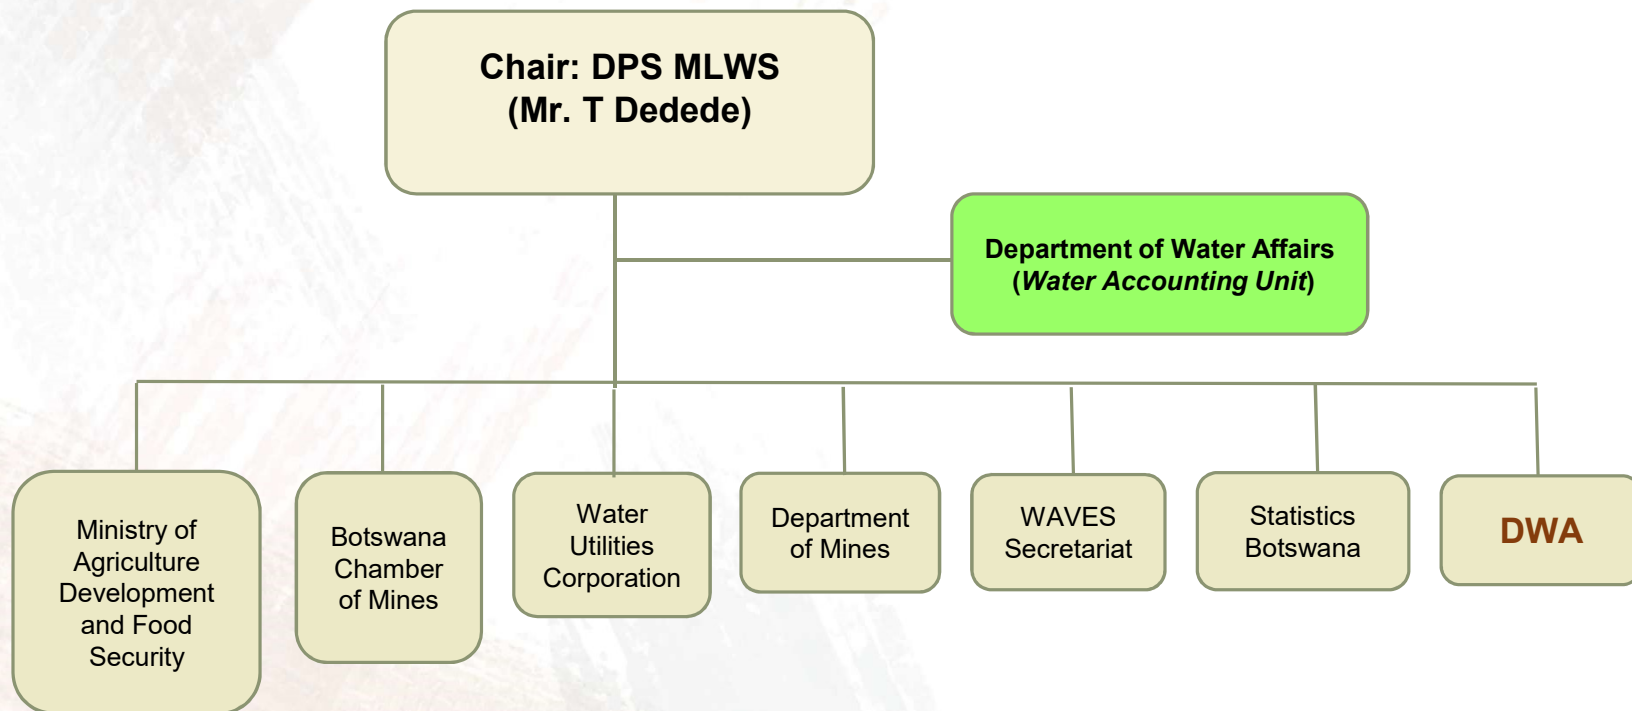 Chair: DPS MLWS
(Mr. T Dedede)
Department of Water Affairs
(Water Accounting Unit)
Ministry of
Agriculture
Development
and Food
Security
Botswana
Chamber
of Mines
Water
Utilities
Corporation
Department
of Mines
WAVES
Secretariat
Statistics
Botswana
DWA